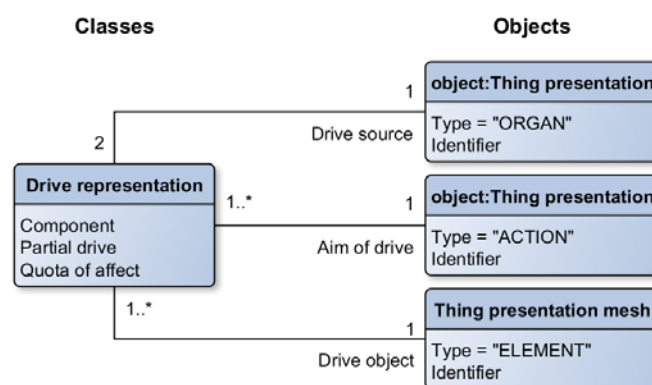 Classes
Objects
object:Thing presentation
Type = "ORGAN"
Identifier
1
Drive source
2
Drive representation
Component
Partial drive
Quota of affect
1..*
1
Aim of drive
object:Thing presentation
Type = "ACTION"
Identifier
1..*
1
Drive object
Thing presentation mesh
Type = "ELEMENT"
Identifier